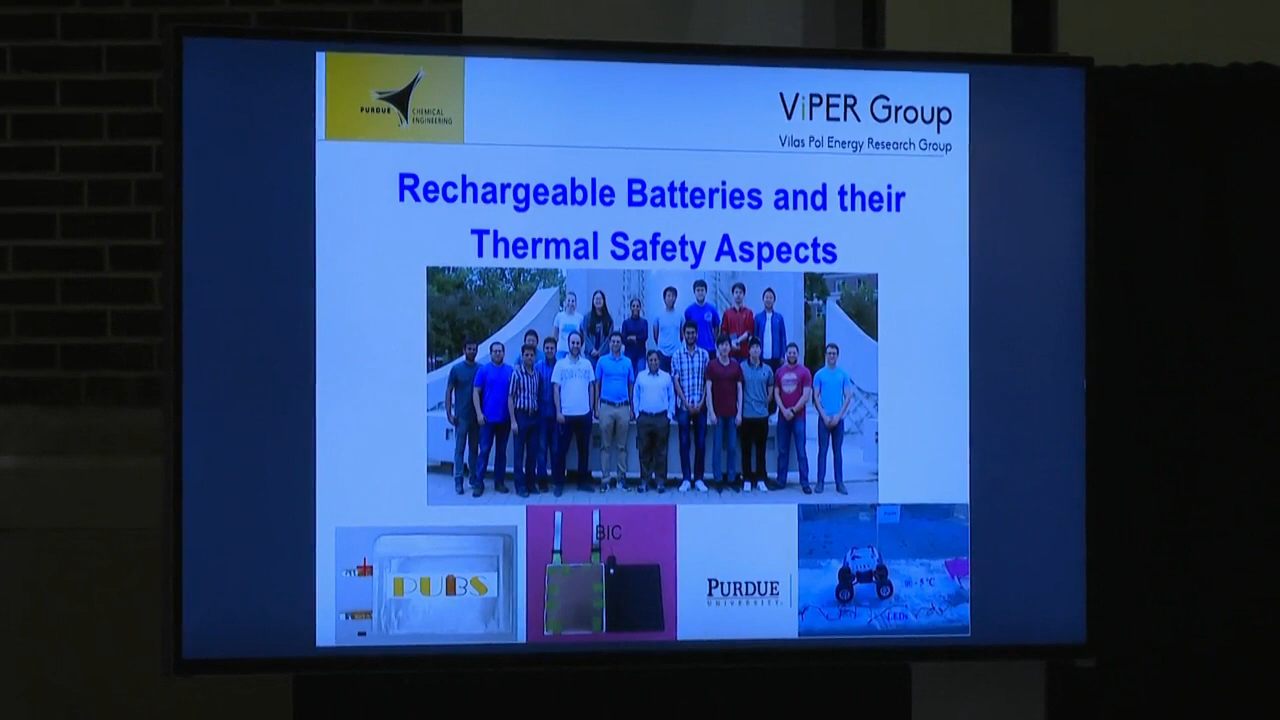 PURDUE
CHEMICAL
ENGINEERING
ViPER Group
Vilas Pol Energy Research Group
Rechargeable Batteries and their
Thermal Safety Aspects
PUBS
BIC
PURDUE
UNIVERSITY
LEDs